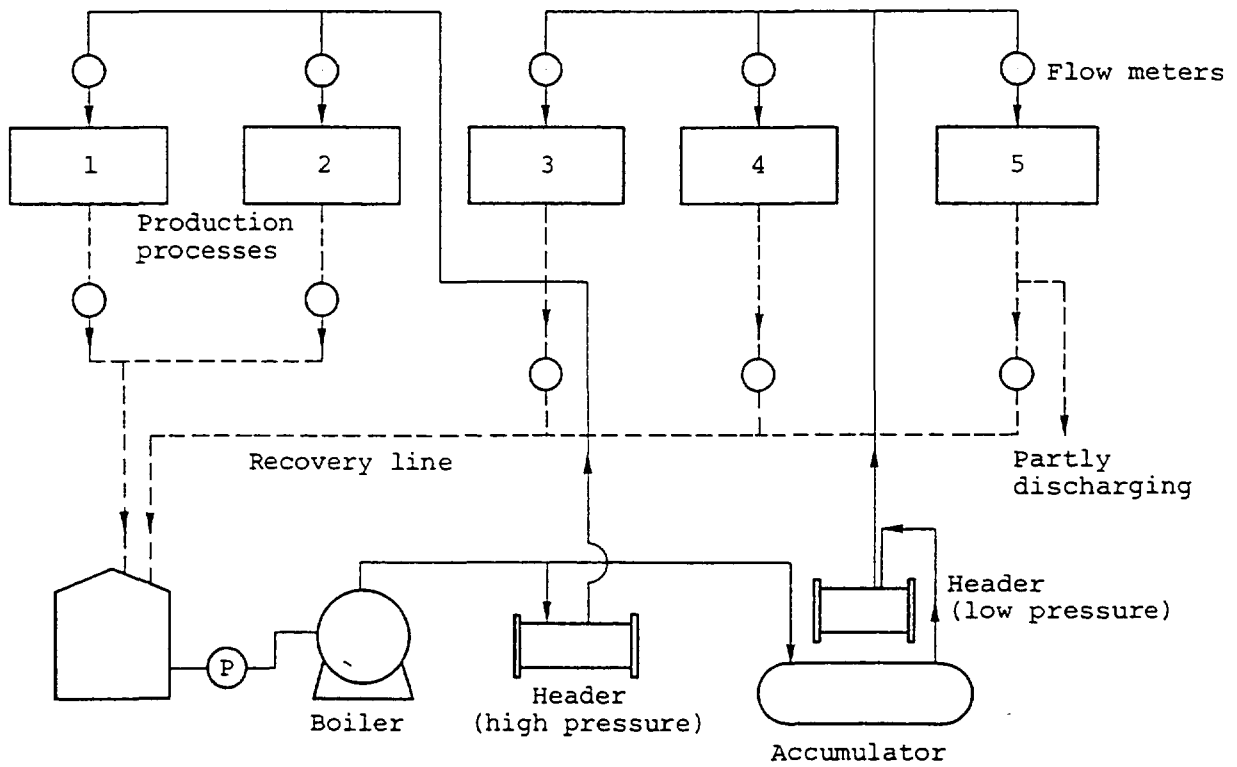 Flow meters
1
2
3
4
5
Production
processes
Recovery line
Partly
discharging
Header
(low pressure)
P
Boiler
Header
(high pressure)
Accumulator